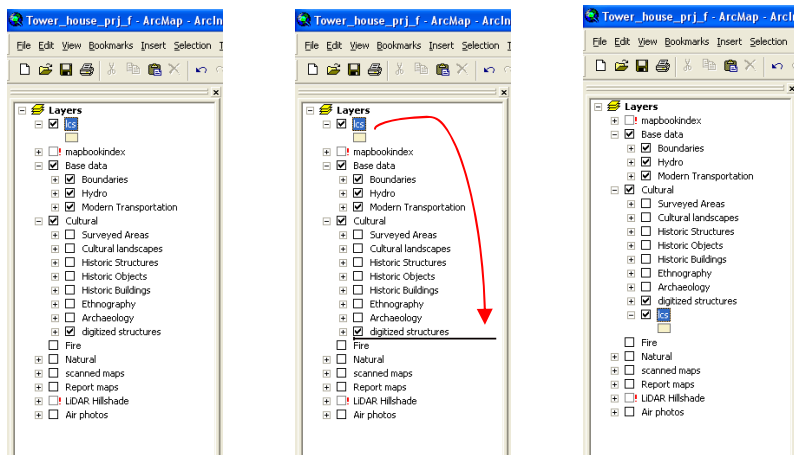 Tower_house_prj_f - ArcMap - ArcIn
File Edit View Bookmarks Insert Selection T
Layers
lcs
mapbookindex
Base data
Boundaries
Hydro
Modern Transportation
Cultural
Surveyed Areas
Cultural landscapes
Historic Structures
Historic Objects
Historic Buildings
Ethnography
Archaeology
digitized structures
Fire
Natural
scanned maps
Report maps
LiDAR Hillshade
Air photos
Tower_house_prj_f - ArcMap - ArcIn
File Edit View Bookmarks Insert Selection T
Layers
lcs
mapbookindex
Base data
Boundaries
Hydro
Modern Transportation
Cultural
Surveyed Areas
Cultural landscapes
Historic Structures
Historic Objects
Historic Buildings
Ethnography
Archaeology
digitized structures
Fire
Natural
scanned maps
Report maps
LiDAR Hillshade
Air photos
Tower_house_prj_f - ArcMap - ArcI
File Edit View Bookmarks Insert Selection
Layers
mapbookindex
Base data
Boundaries
Hydro
Modern Transportation
Cultural
Surveyed Areas
Cultural landscapes
Historic Structures
Historic Objects
Historic Buildings
Ethnography
Archaeology
digitized structures
lcs
Fire
Natural
scanned maps
Report maps
LiDAR Hillshade
Air photos